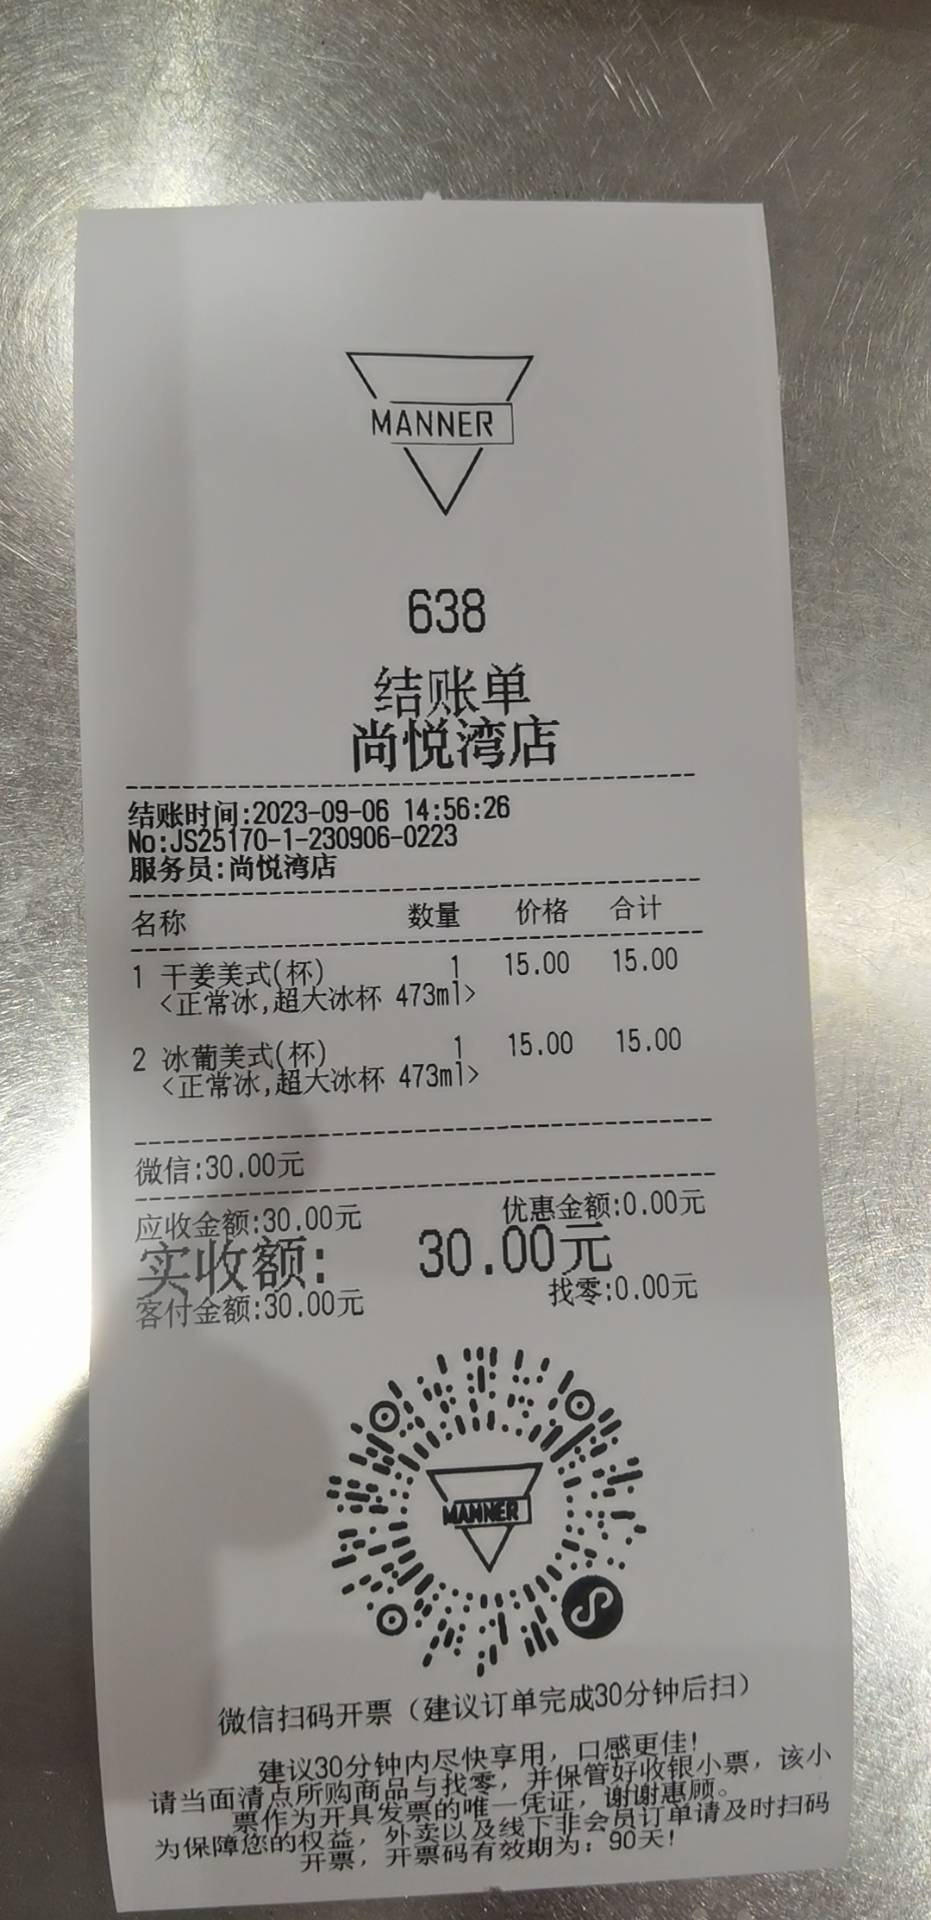 MANNER
638
结账单
尚悦湾店
结账时间:2023-09-06 14:56:26
No:JS25170-1-230906-0223
服务员:尚悦湾店
名称 数量 价格 合计
1 干姜美式(杯) 1 15.00 15.00
<正常冰,超大冰杯 473ml>
2 冰葡美式(杯) 1 15.00 15.00
<正常冰,超大冰杯 473ml>
微信:30.00元
应收金额:30.00元 优惠金额:0.00元
实收额: 30.00元
客付金额:30.00元 找零:0.00元
MANNER
微信扫码开票（建议订单完成30分钟后扫）
建议30分钟内尽快享用，口感更佳!
请当面清点所购商品与找零，并保管好收银小票，该小
票作为开具发票的唯一凭证，谢谢惠顾。
为保障您的权益，外卖以及线下非会员订单请及时扫码
开票，开票码有效期为：90天!